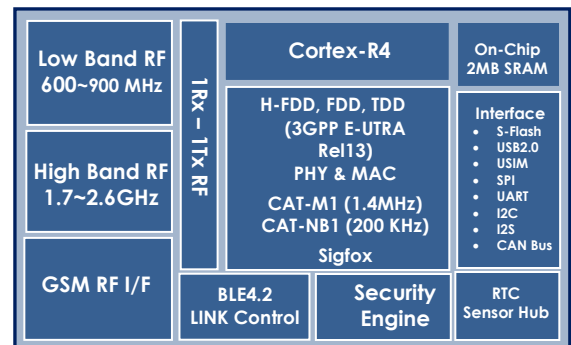 Low Band RF
600~900 MHz
High Band RF
1.7~2.6GHz
GSM RF I/F
1Rx – 1Tx RF
Cortex-R4
H-FDD, FDD, TDD
(3GPP E-UTRA
Rel13)
PHY & MAC
CAT-M1 (1.4MHz)
CAT-NB1 (200 KHz)
Sigfox
BLE4.2
LINK Control
Security
Engine
On-Chip
2MB SRAM
Interface
• S-Flash
• USB2.0
• USIM
• SPI
• UART
• I2C
• I2S
• CAN Bus
RTC
Sensor Hub